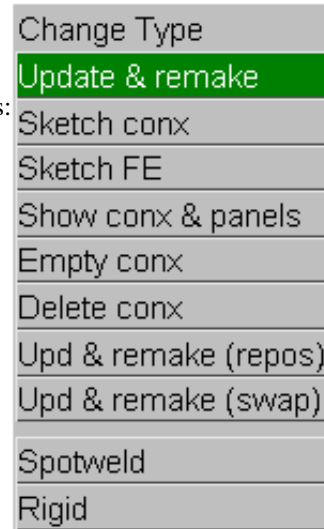 Change Type
Update & remake
s:
Sketch conx
Sketch FE
Show conx & panels
Empty conx
Delete conx
Upd & remake (repos)
Upd & remake (swap)
Spotweld
Rigid